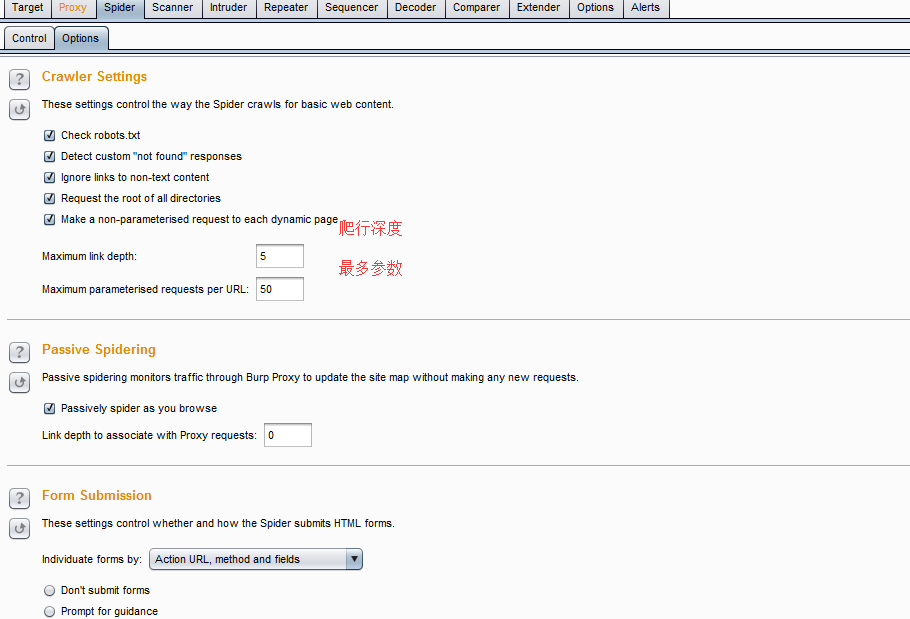 Target Proxy Spider Scanner Intruder Repeater Sequencer Decoder Comparer Extender Options Alerts
Control Options
? Crawler Settings
These settings control the way the Spider crawls for basic web content.
Check robots.txt
Detect custom "not found" responses
Ignore links to non-text content
Request the root of all directories
Make a non-parameterised request to each dynamic page
爬行深度
Maximum link depth: 5
最多参数
Maximum parameterised requests per URL: 50
? Passive Spidering
Passive spidering monitors traffic through Burp Proxy to update the site map without making any new requests.
Passively spider as you browse
Link depth to associate with Proxy requests: 0
? Form Submission
These settings control whether and how the Spider submits HTML forms.
Individuate forms by: Action URL, method and fields
Don't submit forms
Prompt for guidance